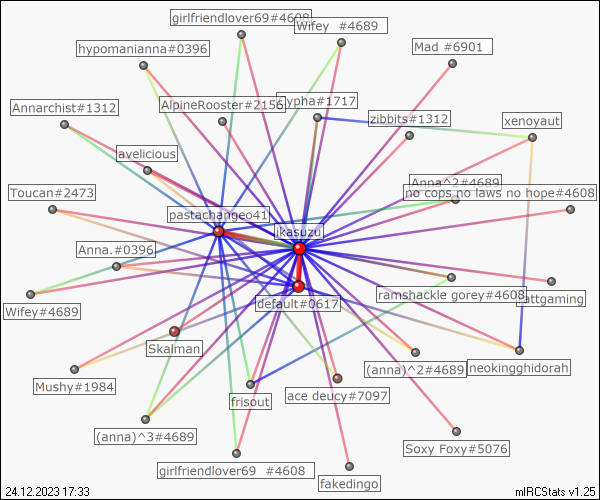 girlfriendlover69#4608
Wifey #4689
hypomanianna#0396
Mad #6901
Annarchist#1312
AlpineRooster#2156
Cypha#1717
zibbits#1312
xenoyaut
avelicious
Anna^2#4689
Toucan#2473
no cops,no laws no hope#4608
pastachangeo41
ikasuzu
Anna.#0396
Wifey#4689
default#0617
ramshackle gorey#4608
attgaming
Skalman
(anna)^2#4689
neokingghidorah
Mushy#1984
frisout
ace deucy#7097
(anna)^3#4689
Soxy Foxy#5076
girlfriendlover69 #4608
fakedingo
24.12.2023 17:33
mIRCStats v1.25